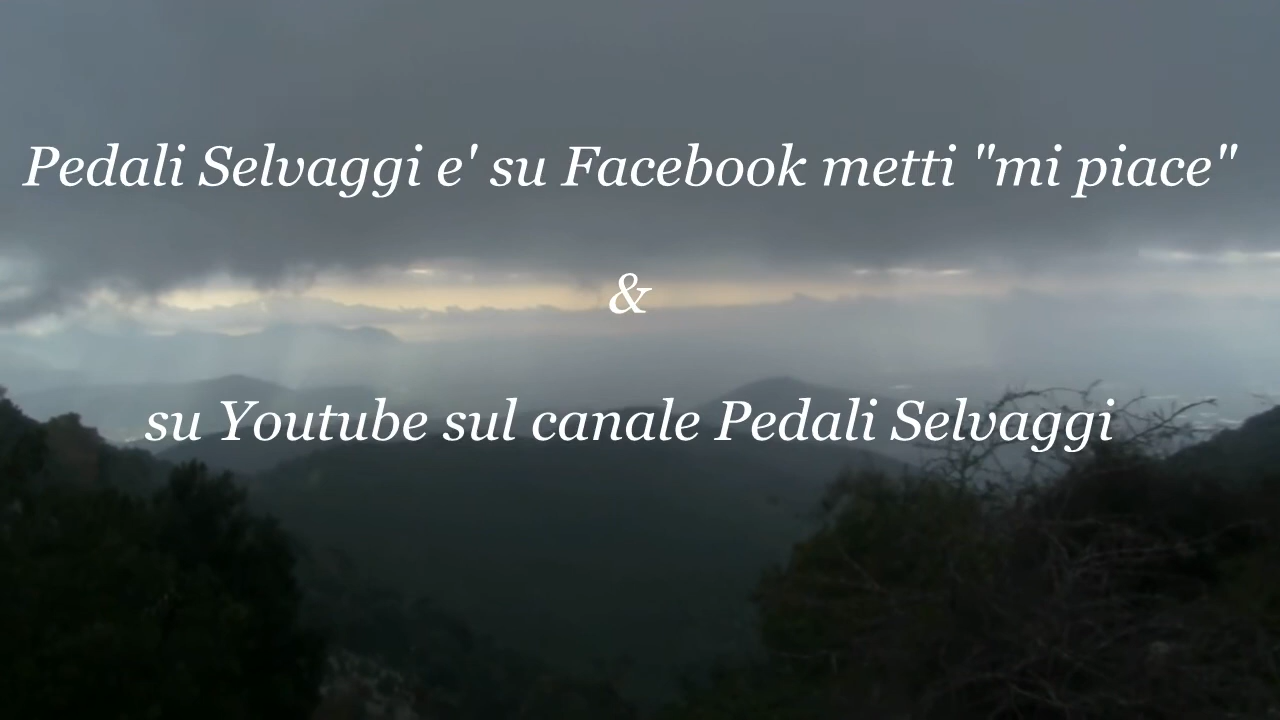 Pedali Selvaggi e' su Facebook metti "mi piace"
&
su Youtube sul canale Pedali Selvaggi